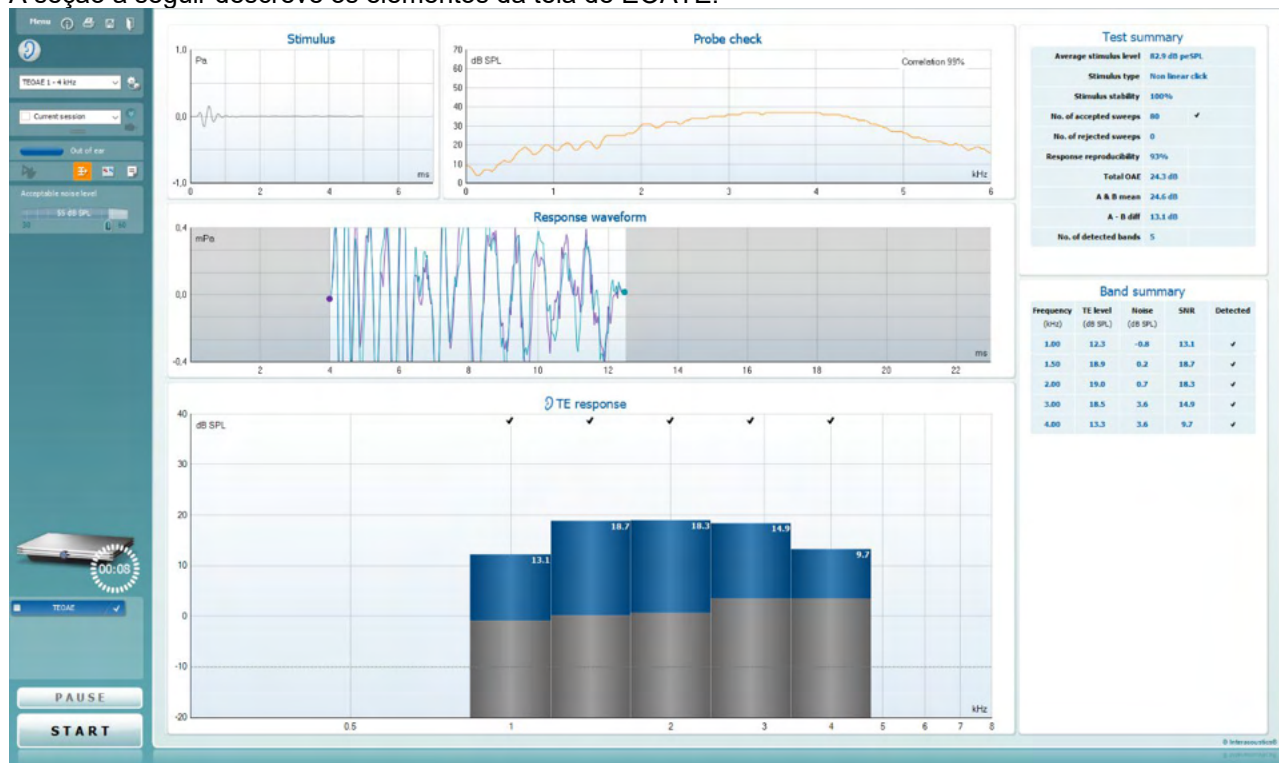 A seção a seguir descreve os elementos da tela do ECATE.
Menu
TEOAE 1 - 4 kHz
Current session
Out of ear
Acceptable noise level
55 dB SPL
00:08
TEOAE
PAUSE
START
Stimulus
Pa
1,0
0,0
-1,0
0 2 4 6
ms
Probe check
dB SPL
Correlation 99%
70
60
50
40
30
20
10
0
0 1 2 3 4 5 6
kHz
Response waveform
mPa
0,4
0,0
-0,4
2 4 6 8 10 12 14 16 18 20 22
ms
TE response
dB SPL
40
30
20
10
0
-10
-20
13.1 18.7 18.3 14.9 9.7
0.5 1 2 3 4 5 6 7 8
kHz
Test summary
Average stimulus level 82.9 dB peSPL
Stimulus type Non linear click
Stimulus stability 100%
No. of accepted sweeps 80 ✔
No. of rejected sweeps 0
Response reproducibility 93%
Total OAE 24.3 dB
A & B mean 24.6 dB
A - B diff 13.1 dB
No. of detected bands 5
Band summary
Frequency TE level Noise SNR Detected
(kHz) (dB SPL) (dB SPL)
1.00 12.3 -0.8 13.1 ✔
1.50 18.9 0.2 18.7 ✔
2.00 19.0 0.7 18.3 ✔
3.00 18.5 3.6 14.9 ✔
4.00 13.3 3.6 9.7 ✔